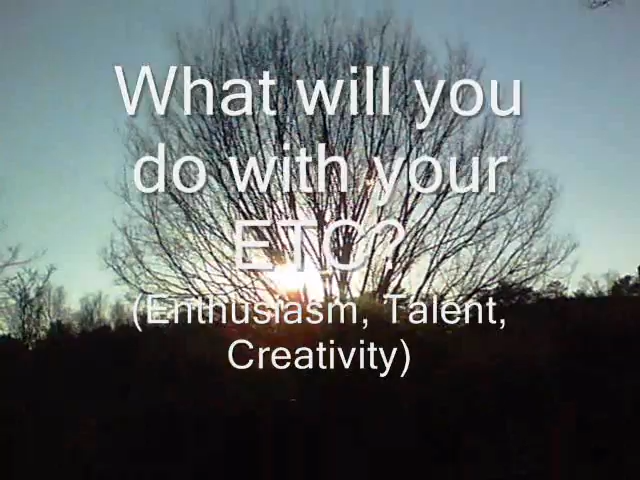 What will you
do with your
ETC?
(Enthusiasm, Talent,
Creativity)